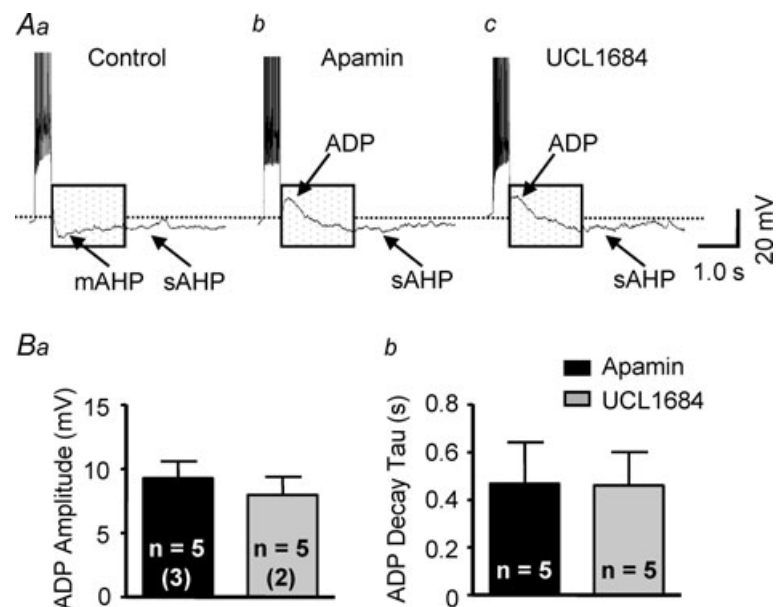 Aa
Control
b
Apamin
c
UCL1684
ADP
ADP
mAHP
sAHP
sAHP
sAHP
1.0 s
20 mV
Ba
b
Apamin
UCL1684
ADP Amplitude (mV)
15
10
5
0
n = 5
(3)
n = 5
(2)
ADP Decay Tau (s)
0.8
0.6
0.4
0.2
0
n = 5
n = 5